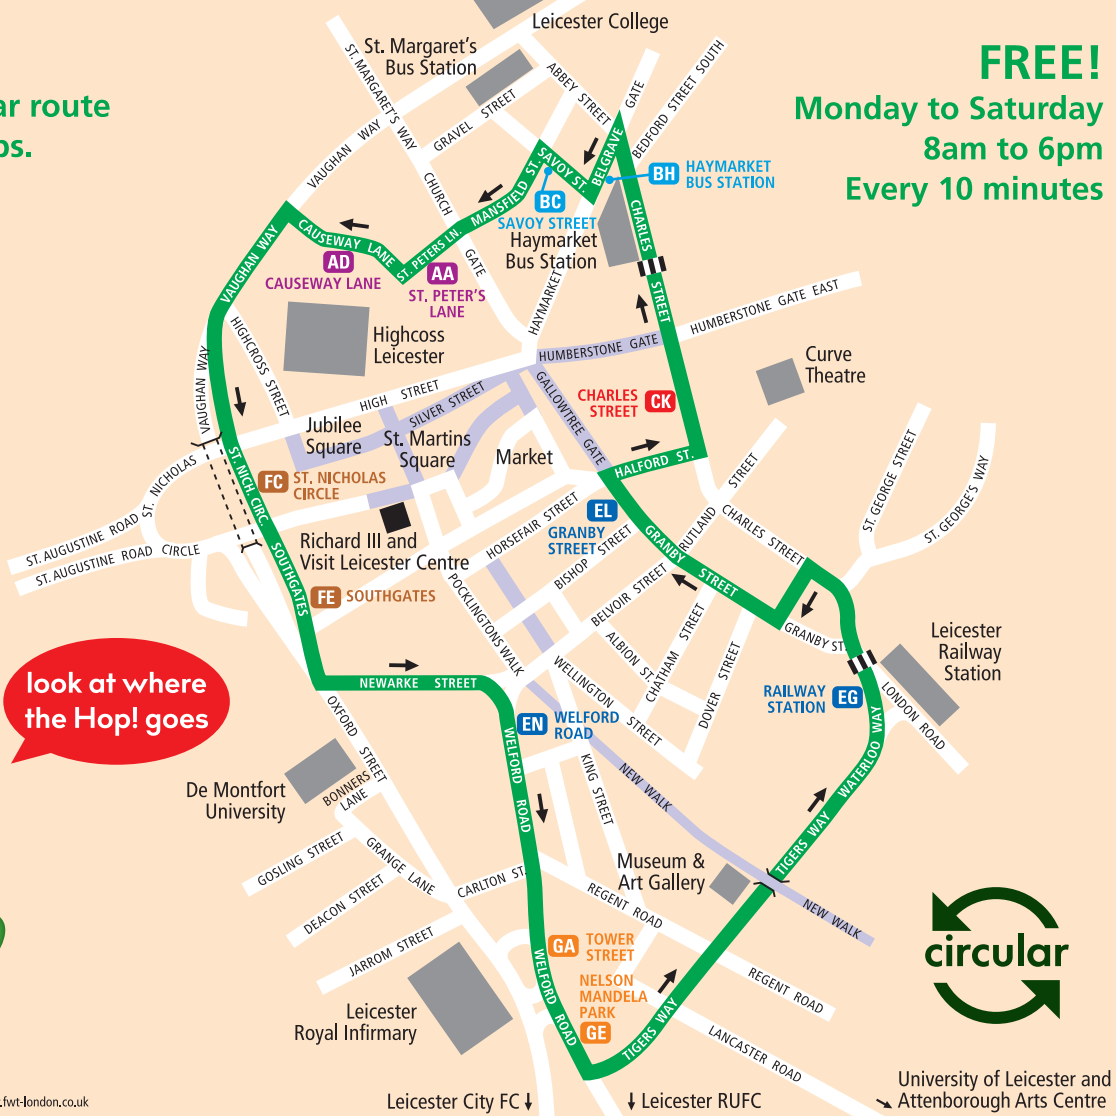 Leicester College
St. Margaret's
Bus Station
FREE!
Monday to Saturday
8am to 6pm
Every 10 minutes
ar route
ps.
ST. MARGARET'S WAY
ABBEY STREET
GATE
BEDFORD STREET SOUTH
GRAVEL STREET
VAUGHAN WAY
CHURCH
GATE
BELGRAVE
SAVOY ST.
MANSFIELD ST.
BH
HAYMARKET
BUS STATION
BC
SAVOY STREET
Haymarket
Bus Station
CHARLES
STREET
ST. PETERS LN.
CAUSEWAY LANE
AD
CAUSEWAY LANE
AA
ST. PETER'S
LANE
VAUGHAN WAY
HAYMARKET
HUMBERSTONE GATE EAST
HUMBERSTONE GATE
Highcoss
Leicester
HIGHCROSS STREET
VAUGHAN WAY
HIGH STREET
SILVER STREET
GALLOWTREE GATE
Curve
Theatre
CHARLES
STREET
CK
Jubilee
Square
St. Martins
Square
Market
HALFORD ST.
ST. NICHOLAS
ST. NICH. CIRC.
FC
ST. NICHOLAS
CIRCLE
ST. AUGUSTINE ROAD
ST. AUGUSTINE ROAD CIRCLE
Richard III and
Visit Leicester Centre
SOUTHGATES
FE
SOUTHGATES
HORSEFAIR STREET
EL
GRANBY
STREET
BISHOP STREET
GRANBY STREET
RUTLAND STREET
CHARLES STREET
ST. GEORGE STREET
ST. GEORGE'S WAY
POCKLINGTONS WALK
BELVOIR STREET
ALBION ST.
CHATHAM STREET
DOVER STREET
GRANBY ST.
Leicester
Railway
Station
RAILWAY
STATION
EG
LONDON ROAD
look at where
the Hop! goes
NEWARKE STREET
EN
WELFORD
ROAD
WELLINGTON STREET
OXFORD STREET
WELFORD ROAD
KING STREET
NEW WALK
WATERLOO WAY
TIGERS WAY
De Montfort
University
BONNERS
LANE
GOSLING STREET
GRANGE LANE
DEACON STREET
CARLTON ST.
JARROM STREET
Museum &
Art Gallery
NEW WALK
REGENT ROAD
REGENT ROAD
GA
TOWER
STREET
WELFORD ROAD
NELSON
MANDELA
PARK
GE
TIGERS WAY
LANCASTER ROAD
Leicester
Royal Infirmary
circular
University of Leicester and
Attenborough Arts Centre
Leicester City FC
Leicester RUFC
.fwt-london.co.uk